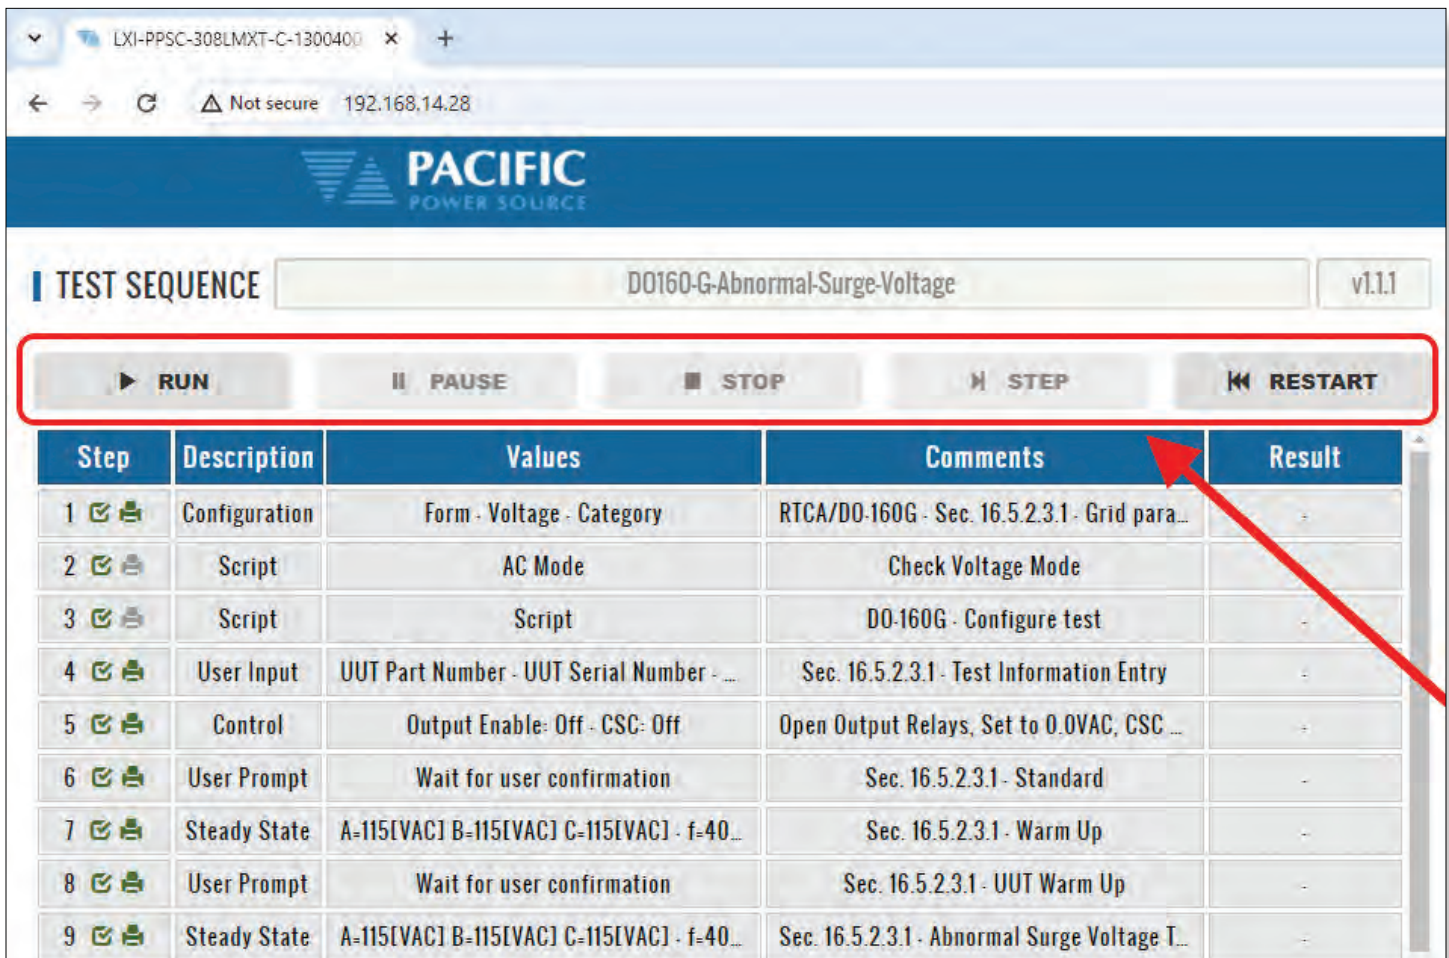 LXI-PPSC-308LMXT-C-1300400
Not secure 192.168.14.28
PACIFIC
POWER SOURCE
TEST SEQUENCE DO160-G-Abnormal-Surge-Voltage v1.1.1
RUN PAUSE STOP STEP RESTART
Step Description Values Comments Result
1 Configuration Form - Voltage - Category RTCA/DO-160G - Sec. 16.5.2.3.1 - Grid para... -
2 Script AC Mode Check Voltage Mode
3 Script Script DO-160G - Configure test -
4 User Input UUT Part Number - UUT Serial Number - ... Sec. 16.5.2.3.1 - Test Information Entry -
5 Control Output Enable: Off - CSC: Off Open Output Relays, Set to 0.0VAC, CSC ... -
6 User Prompt Wait for user confirmation Sec. 16.5.2.3.1 - Standard -
7 Steady State A=115[VAC] B=115[VAC] C=115[VAC] - f=40... Sec. 16.5.2.3.1 - Warm Up -
8 User Prompt Wait for user confirmation Sec. 16.5.2.3.1 - UUT Warm Up -
9 Steady State A=115[VAC] B=115[VAC] C=115[VAC] - f=40... Sec. 16.5.2.3.1 - Abnormal Surge Voltage T... -